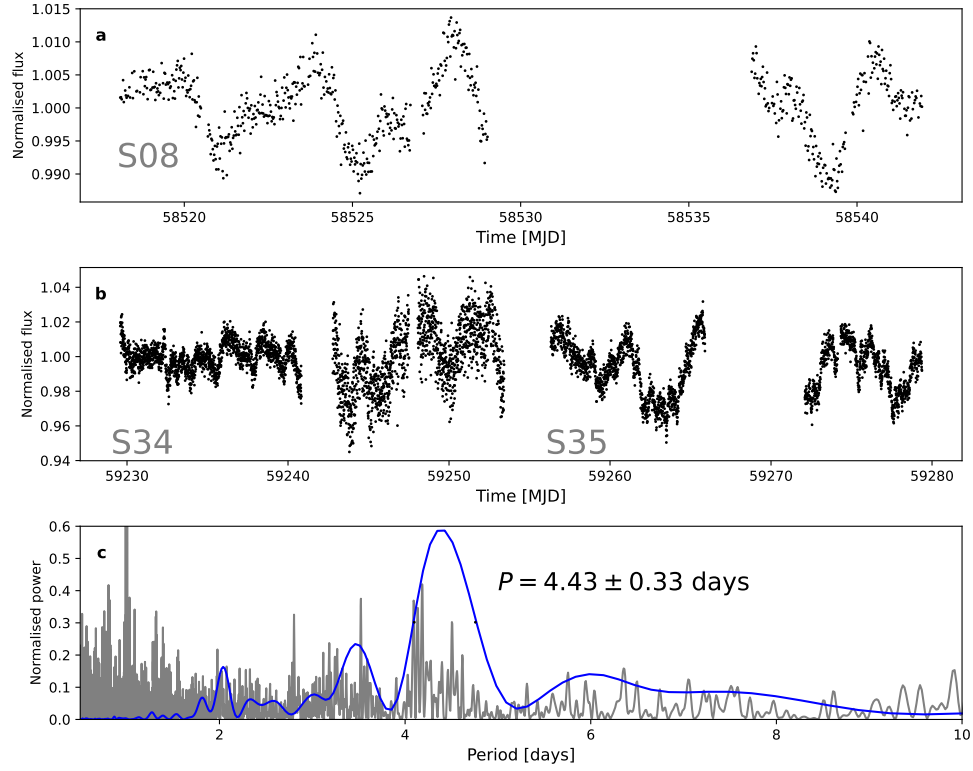 a
1.015
1.010
1.005
1.000
0.995
0.990
Normalised flux
S08
58520 58525 58530 58535 58540
Time [MJD]
b
1.04
1.02
1.00
0.98
0.96
0.94
Normalised flux
S34 S35
59230 59240 59250 59260 59270 59280
Time [MJD]
c
0.6
0.5
0.4
0.3
0.2
0.1
0.0
Normalised power
P = 4.43 ± 0.33 days
2 4 6 8 10
Period [days]